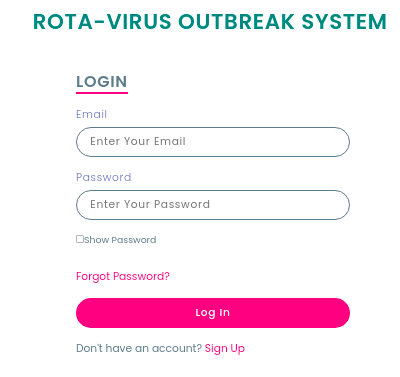 ROTA-VIRUS OUTBREAK SYSTEM
LOGIN
Email
Enter Your Email
Password
Enter Your Password
Show Password
Forgot Password?
Log In
Don't have an account? Sign Up